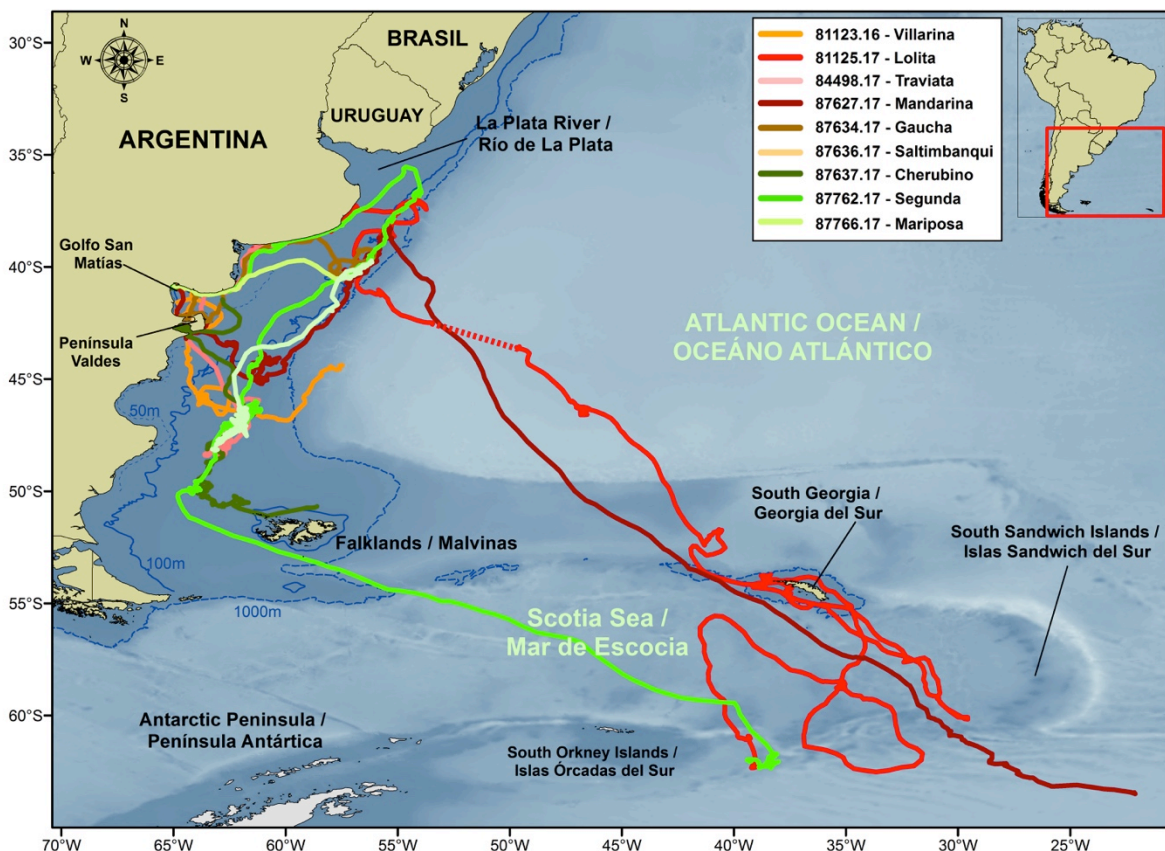 30°S
35°S
40°S
45°S
50°S
55°S
60°S
N
W
E
S
BRASIL
URUGUAY
ARGENTINA
La Plata River /
Río de La Plata
81123.16 - Villarina
81125.17 - Lolita
84498.17 - Traviata
87627.17 - Mandarina
87634.17 - Gaucha
87636.17 - Saltimbanqui
87637.17 - Cherubino
87762.17 - Segunda
87766.17 - Mariposa
Golfo San
Matías
Península
Valdes
ATLANTIC OCEAN /
OCEÁNO ATLÁNTICO
50m
100m
1000m
Falklands / Malvinas
South Georgia /
Georgia del Sur
South Sandwich Islands /
Islas Sandwich del Sur
Scotia Sea /
Mar de Escocia
Antarctic Peninsula /
Península Antártica
South Orkney Islands /
Islas Órcadas del Sur
70°W
65°W
60°W
55°W
50°W
45°W
40°W
35°W
30°W
25°W